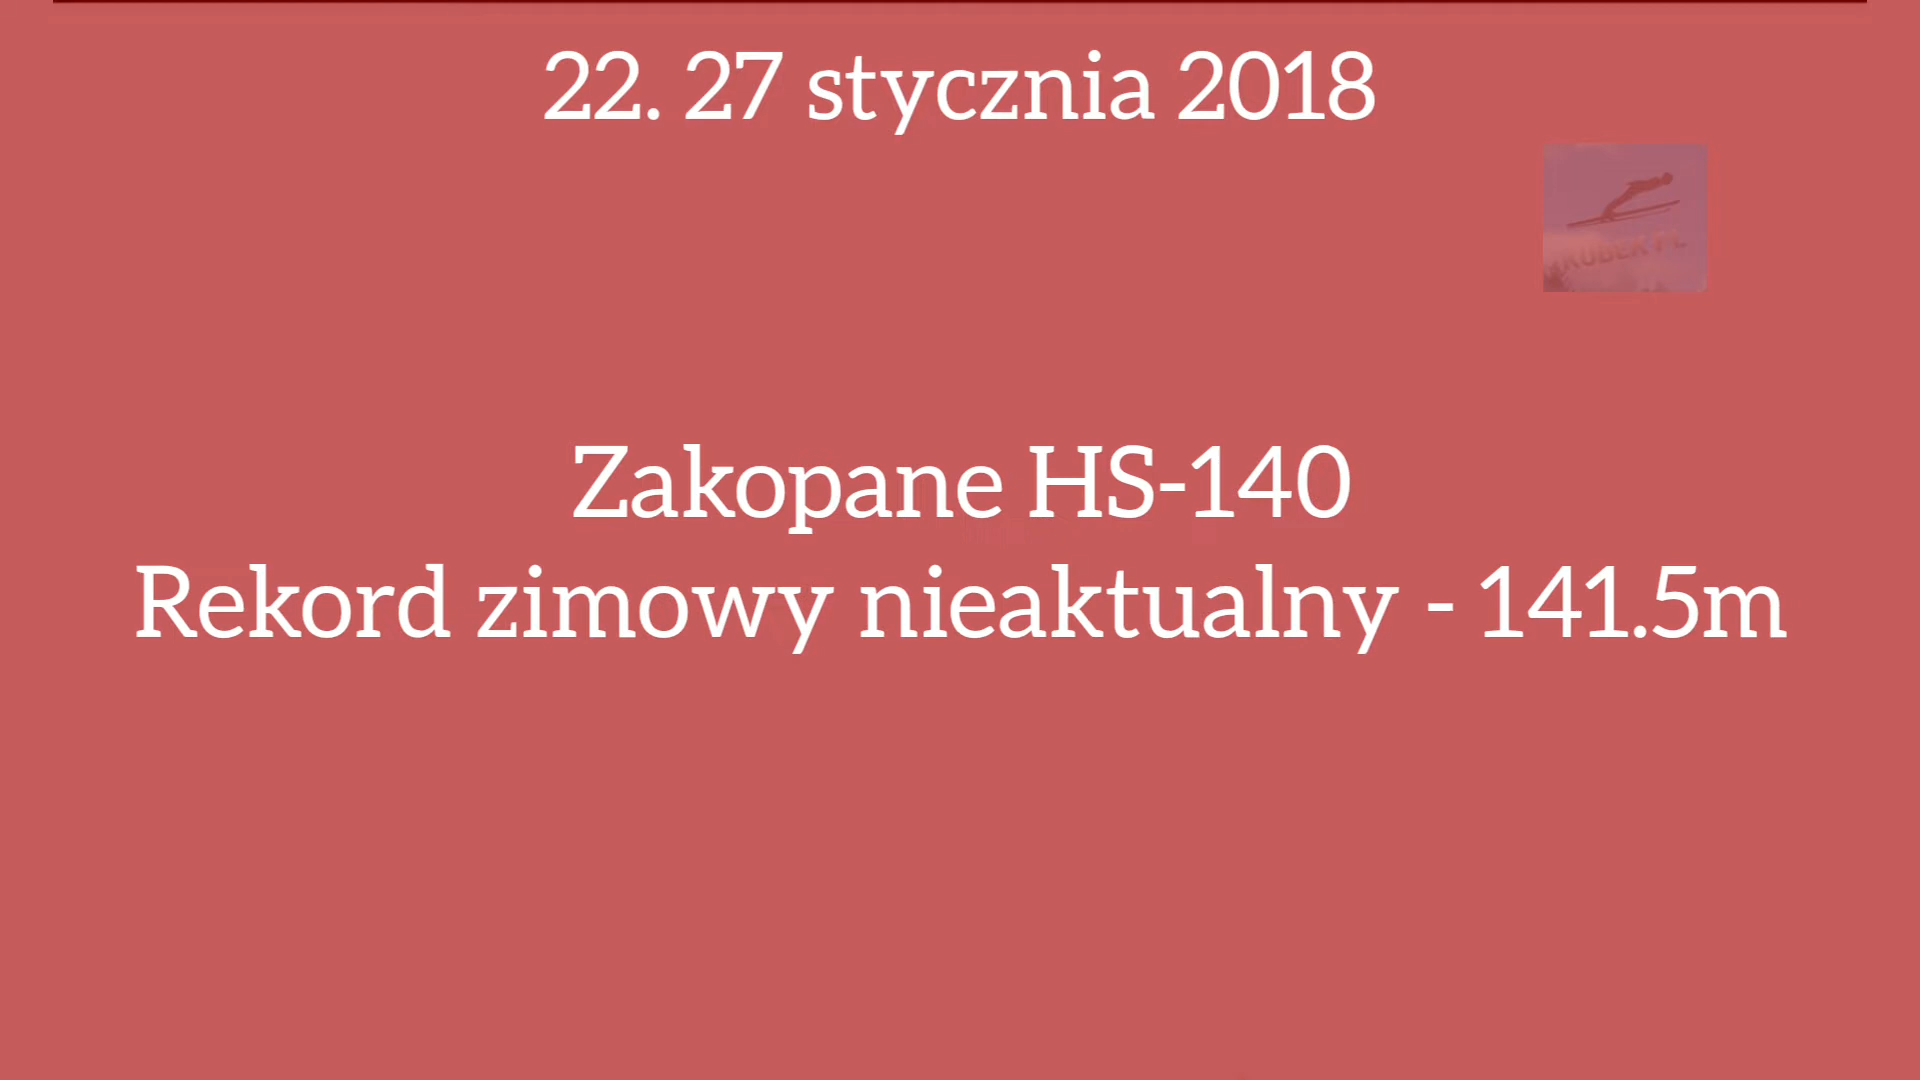 22. 27 stycznia 2018
Zakopane HS-140
Rekord zimowy nieaktualny - 141.5m